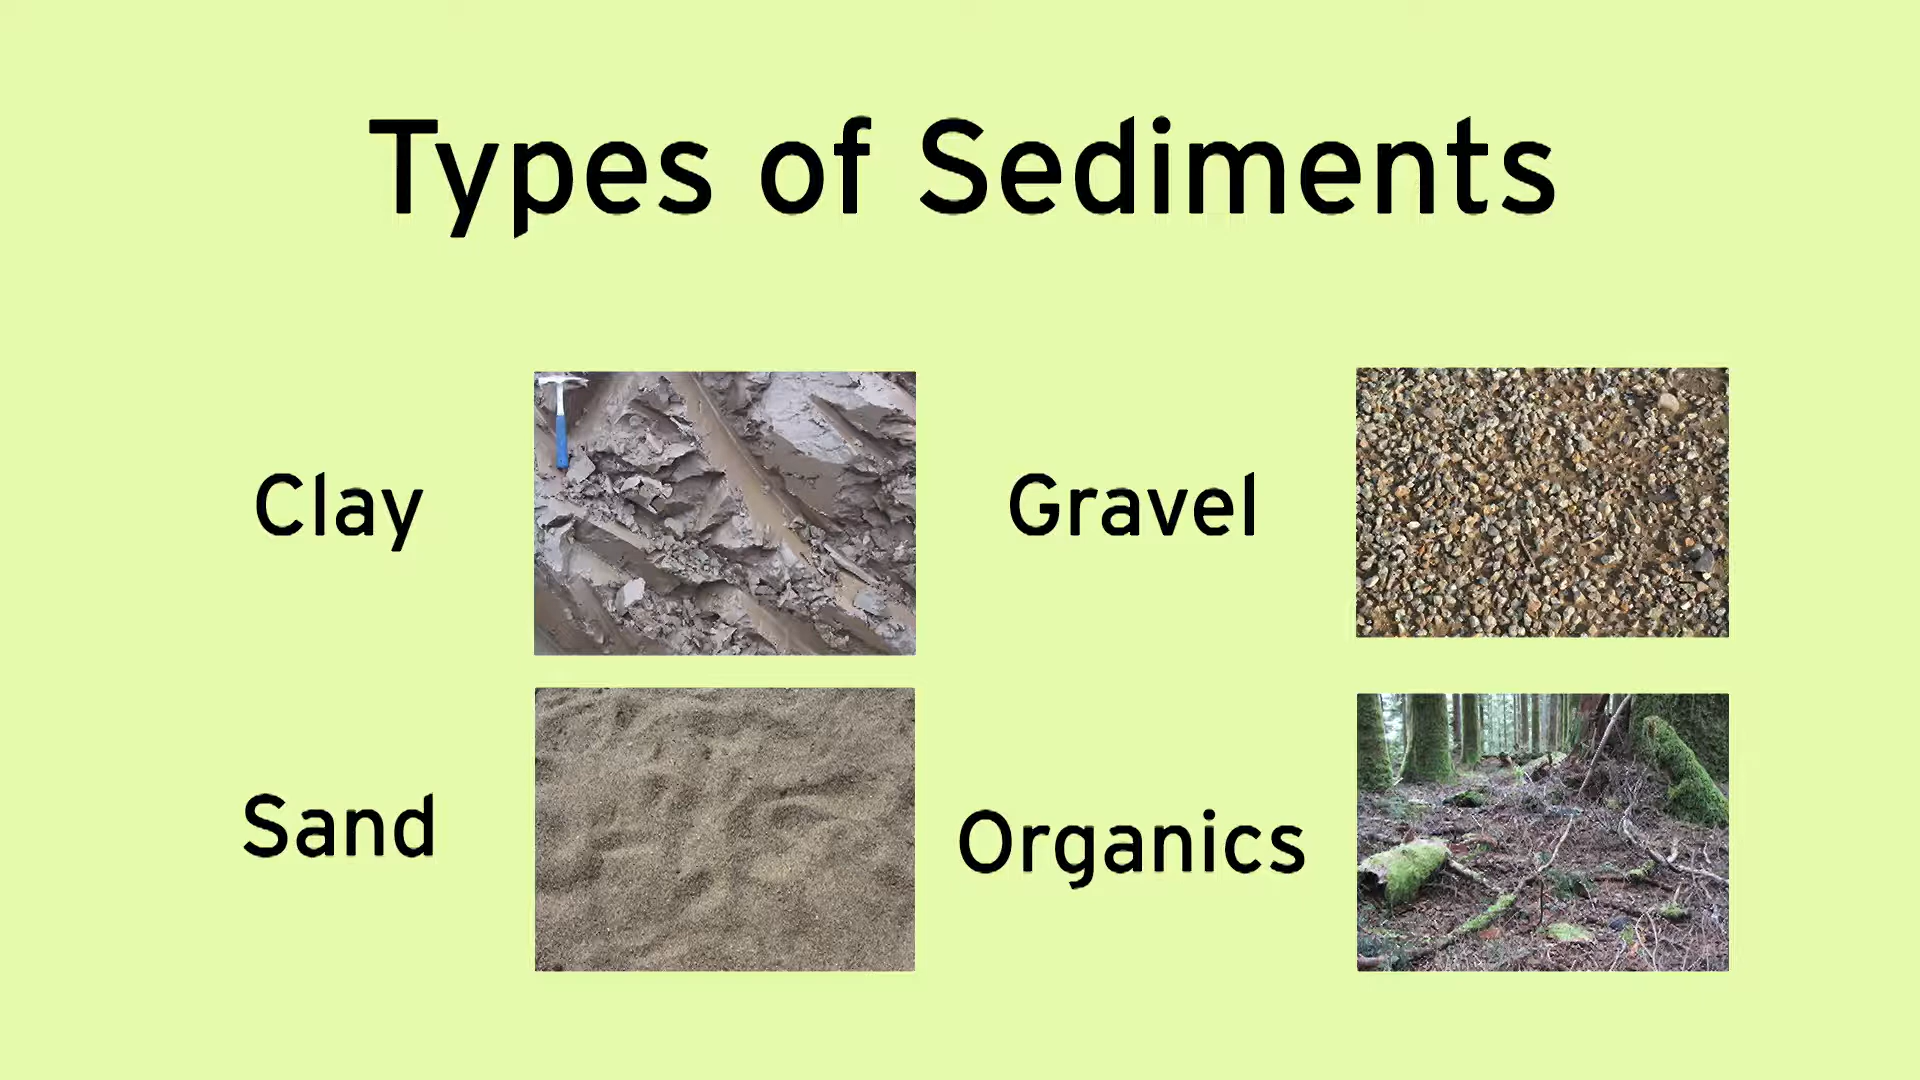 Types of Sediments
Clay
Gravel
Sand
Organics